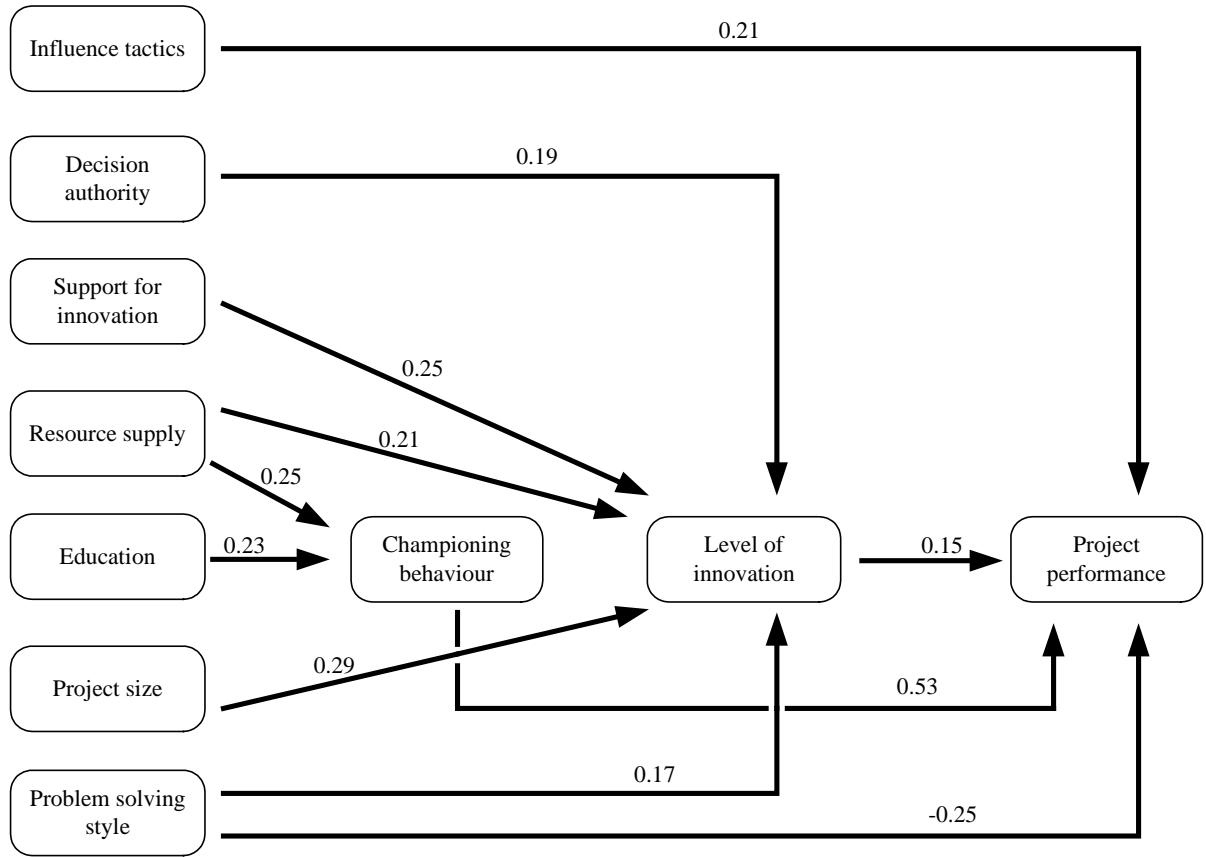 Influence tactics
0.21
Decision
authority
0.19
Support for
innovation
0.25
Resource supply
0.21
0.25
Education
0.23
Championing
behaviour
Level of
innovation
0.15
Project
performance
Project size
0.29
0.53
Problem solving
style
0.17
-0.25